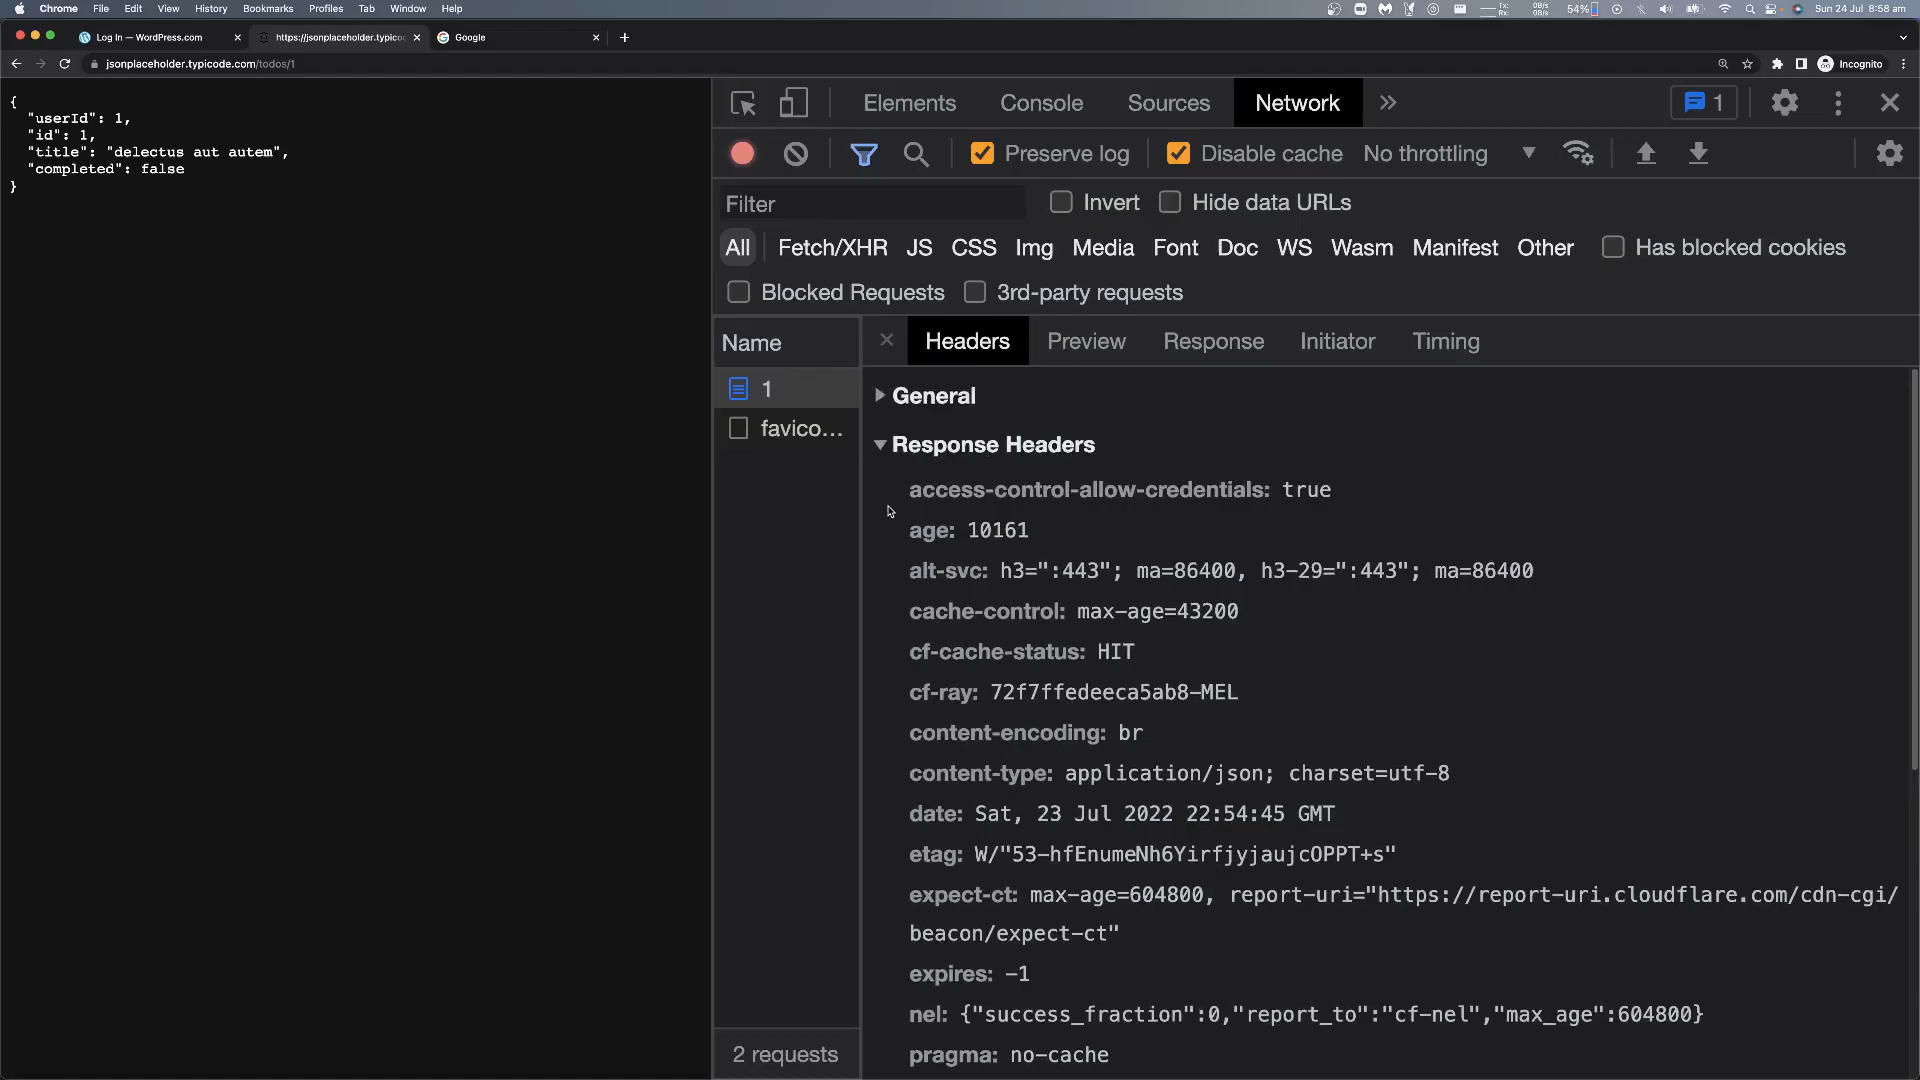 Chrome File Edit View History Bookmarks Profiles Tab Window Help
Tx: Rx: 0B/s 0B/s 54% Sun 24 Jul 8:58 am
Log In — WordPress.com
https://jsonplaceholder.typico
Google
jsonplaceholder.typicode.com/todos/1
Incognito
{
"userId": 1,
"id": 1,
"title": "delectus aut autem",
"completed": false
}
Elements Console Sources Network 1
Preserve log Disable cache No throttling
Filter Invert Hide data URLs
All Fetch/XHR JS CSS Img Media Font Doc WS Wasm Manifest Other Has blocked cookies
Blocked Requests 3rd-party requests
Name
1
favico...
2 requests
Headers Preview Response Initiator Timing
General
Response Headers
access-control-allow-credentials: true
age: 10161
alt-svc: h3=":443"; ma=86400, h3-29=":443"; ma=86400
cache-control: max-age=43200
cf-cache-status: HIT
cf-ray: 72f7ffedeeca5ab8-MEL
content-encoding: br
content-type: application/json; charset=utf-8
date: Sat, 23 Jul 2022 22:54:45 GMT
etag: W/"53-hfEnumeNh6YirfjyjaujcOPPT+s"
expect-ct: max-age=604800, report-uri="https://report-uri.cloudflare.com/cdn-cgi/
beacon/expect-ct"
expires: -1
nel: {"success_fraction":0,"report_to":"cf-nel","max_age":604800}
pragma: no-cache